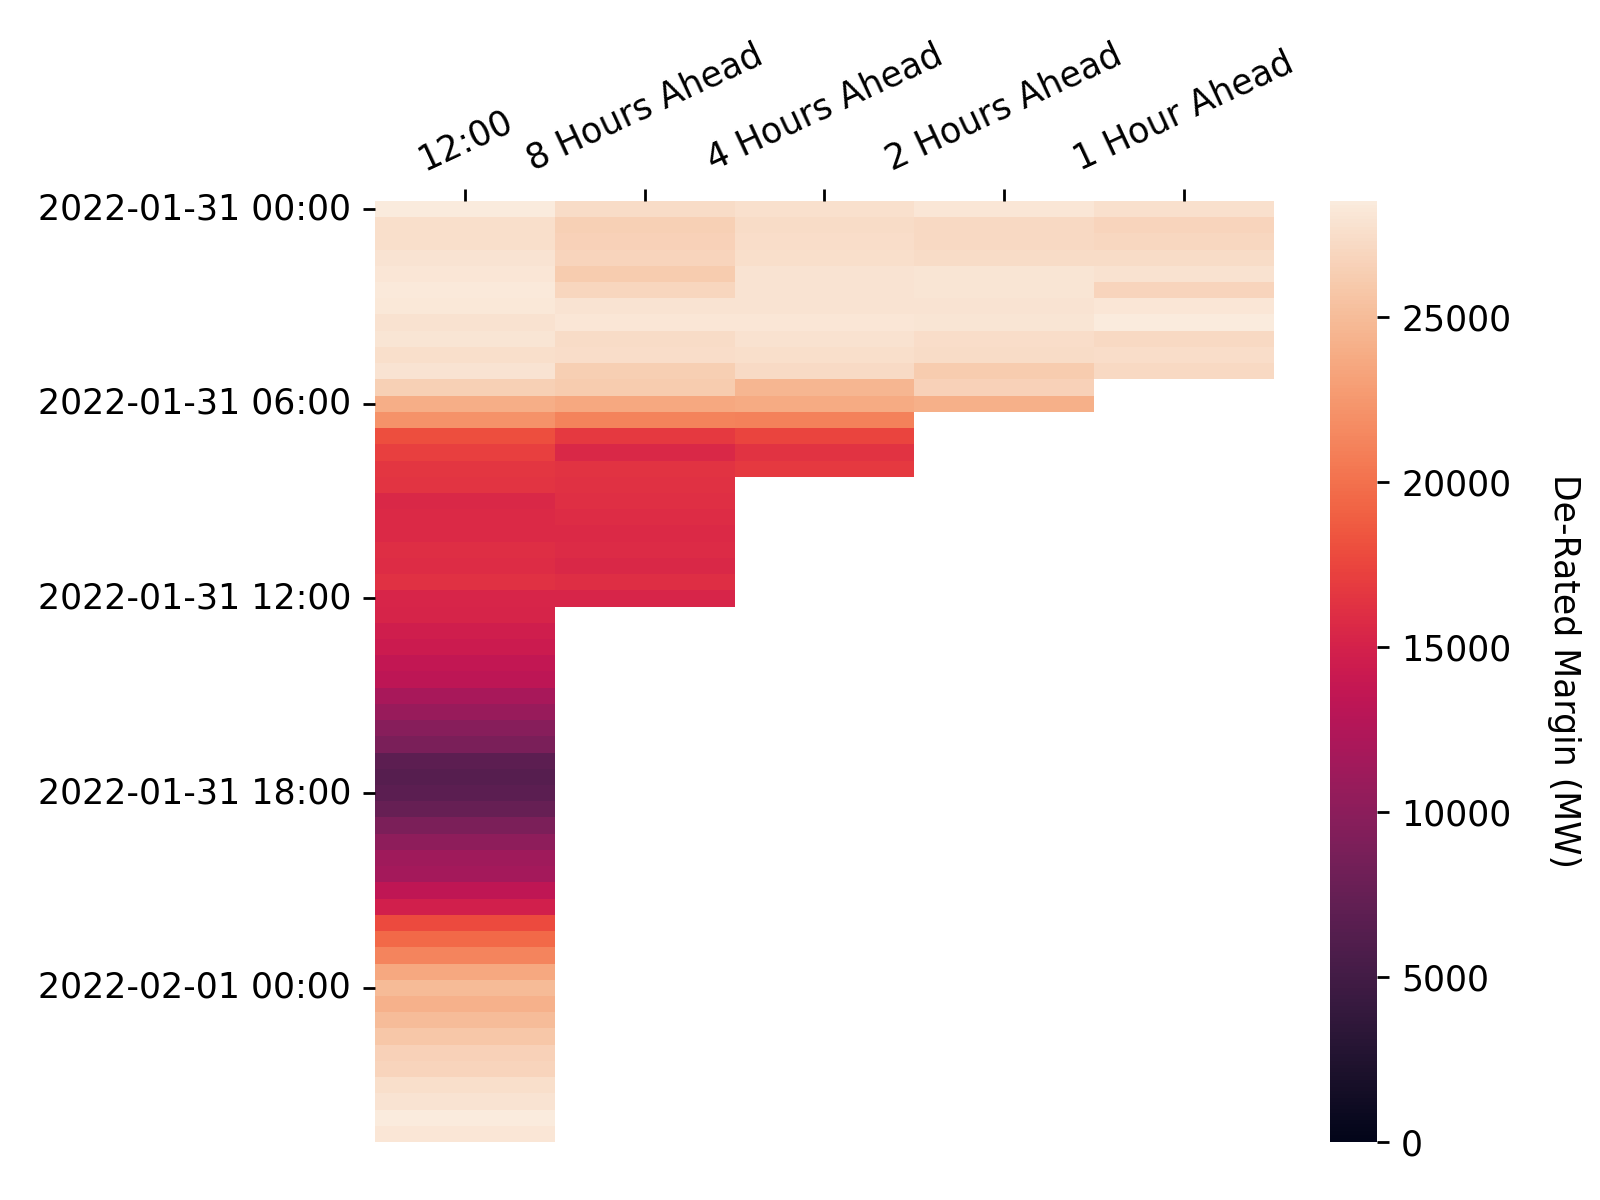 12:00
8 Hours Ahead
4 Hours Ahead
2 Hours Ahead
1 Hour Ahead
2022-01-31 00:00
2022-01-31 06:00
2022-01-31 12:00
2022-01-31 18:00
2022-02-01 00:00
25000
20000
15000
10000
5000
0
De-Rated Margin (MW)